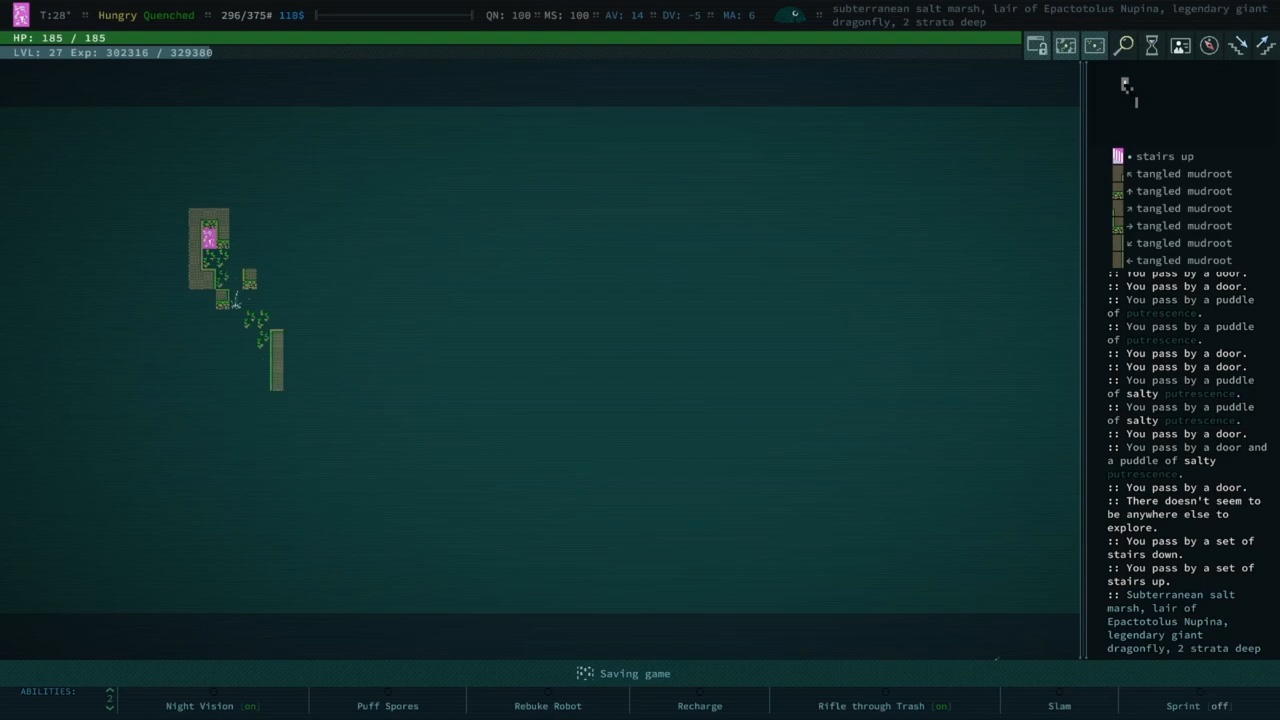 T:28° :: Hungry Quenched :: 296/375# 118$ QN: 100 :: MS: 100 :: AV: 14 :: DV: -5 :: MA: 6 :: subterranean salt marsh, lair of Epactotolus Nupina, legendary giant
dragonfly, 2 strata deep
HP: 185 / 185
LVL: 27 Exp: 302316 / 329380
stairs up
tangled mudroot
tangled mudroot
tangled mudroot
tangled mudroot
tangled mudroot
tangled mudroot
:: You pass by a door.
:: You pass by a door.
:: You pass by a puddle
of putrescence.
:: You pass by a puddle
of putrescence.
:: You pass by a door.
:: You pass by a door.
:: You pass by a puddle
of salty putrescence.
:: You pass by a puddle
of salty putrescence.
:: You pass by a door.
:: You pass by a door and
a puddle of salty
putrescence.
:: You pass by a door.
:: There doesn't seem to
be anywhere else to
explore.
:: You pass by a set of
stairs down.
:: You pass by a set of
stairs up.
:: Subterranean salt
marsh, lair of
Epactotolus Nupina,
legendary giant
dragonfly, 2 strata deep
Saving game
ABILITIES: 2 Night Vision [on] Puff Spores Rebuke Robot Recharge Rifle through Trash [on] Slam Sprint [off]